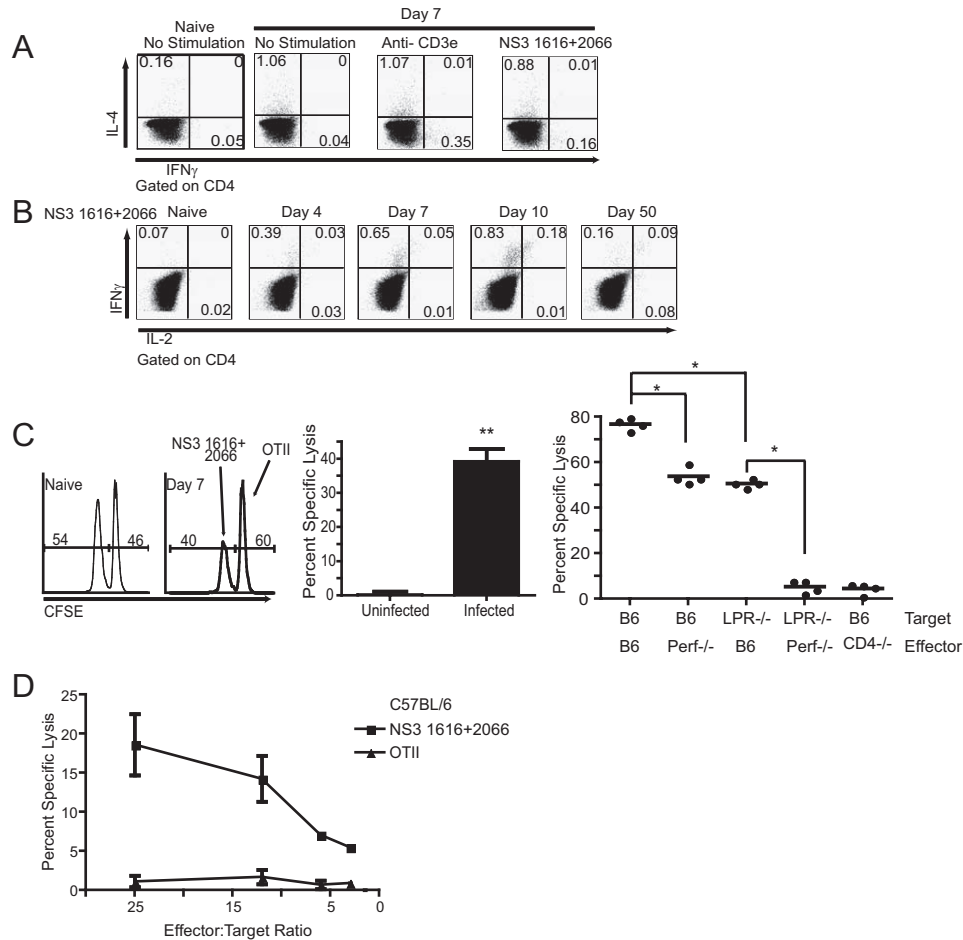 Day 7
A
Naive
No Stimulation
No Stimulation
Anti- CD3e
NS3 1616+2066
0.16
0
1.06
0
1.07
0.01
0.88
0.01
IL-4
0.05
0.04
0.35
0.16
IFNγ
Gated on CD4
B
NS3 1616+2066
Naive
Day 4
Day 7
Day 10
Day 50
0.07
0
0.39
0.03
0.65
0.05
0.83
0.18
0.16
0.09
IFNγ
0.02
0.03
0.01
0.01
0.08
IL-2
Gated on CD4
C
NS3 1616+
2066
OTII
Naive
Day 7
54
46
40
60
CFSE
Percent Specific Lysis
40
30
20
10
0
**
Uninfected
Infected
Percent Specific Lysis
80
60
40
20
0
*
*
*
B6
B6
LPR-/-
LPR-/-
B6
Target
B6
Perf-/-
B6
Perf-/-
CD4-/-
Effector
D
Percent Specific Lysis
25
20
15
10
5
0
C57BL/6
NS3 1616+2066
OTII
25
15
5
0
Effector:Target Ratio